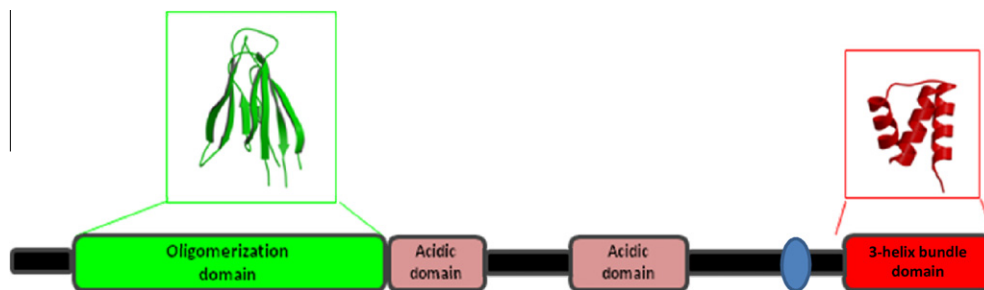 Oligomerization
domain
Acidic
domain
Acidic
domain
3-helix bundle
domain